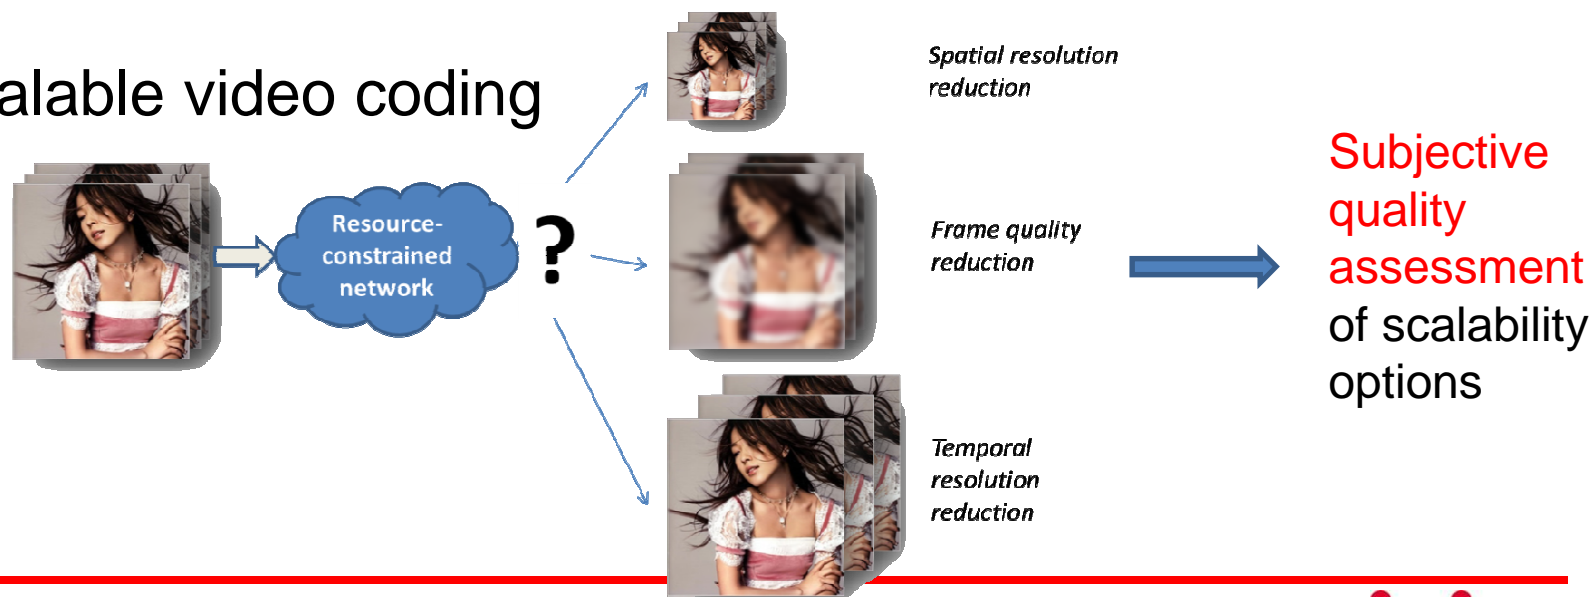 alable video coding
Resource-
constrained
network
?
Spatial resolution
reduction
Frame quality
reduction
Temporal
resolution
reduction
Subjective
quality
assessment
of scalability
options